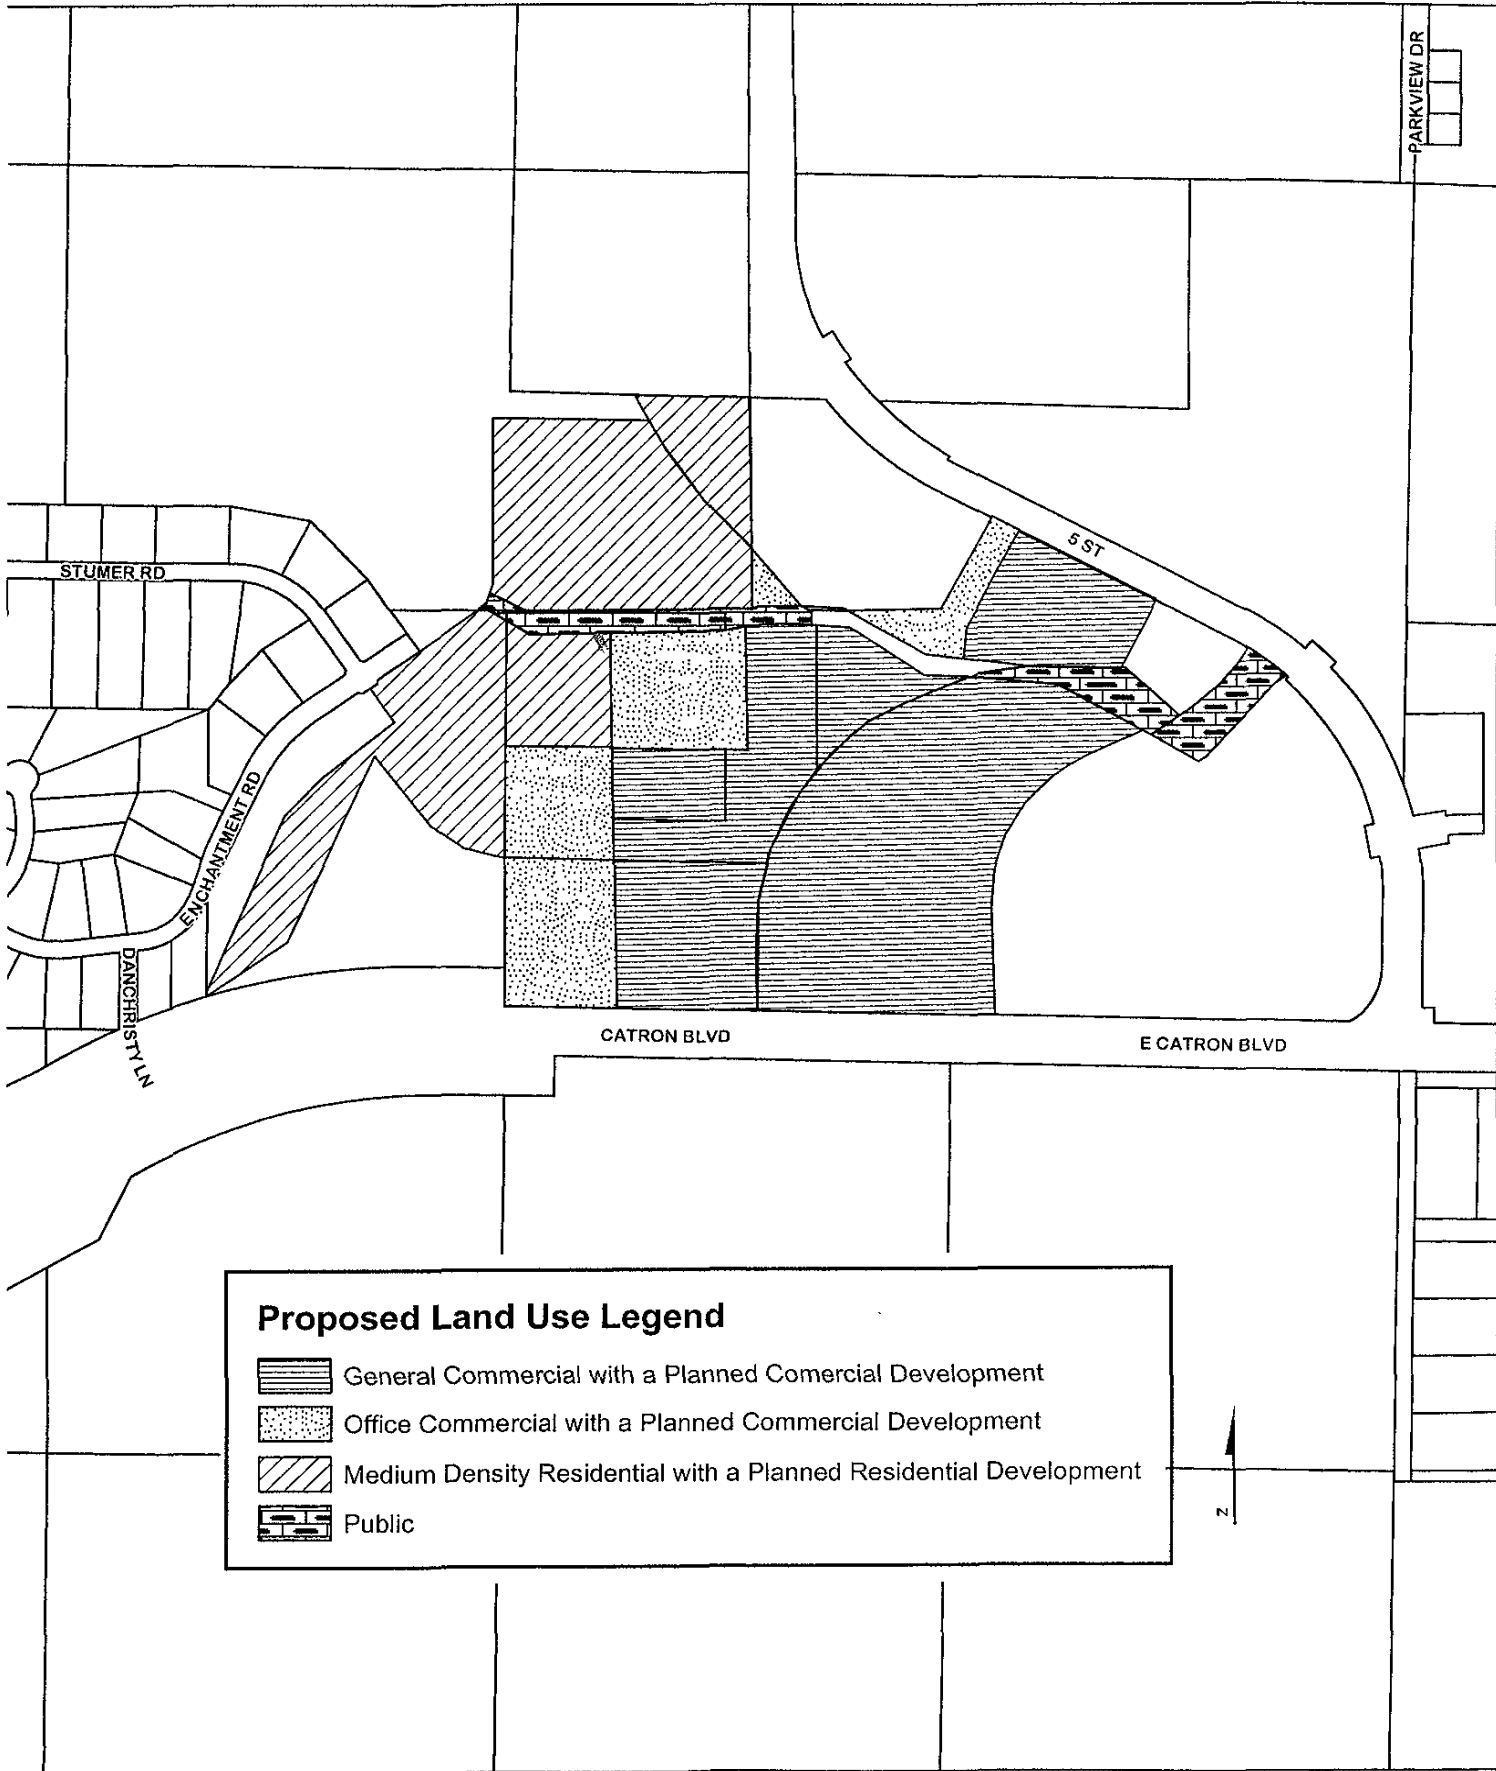 PARKVIEW DR
5 ST
STUMER RD
ENCHANTMENT RD
DANCHRISTY LN
CATRON BLVD
E CATRON BLVD
Proposed Land Use Legend
General Commercial with a Planned Comercial Development
Office Commercial with a Planned Commercial Development
Medium Density Residential with a Planned Residential Development
Public
N